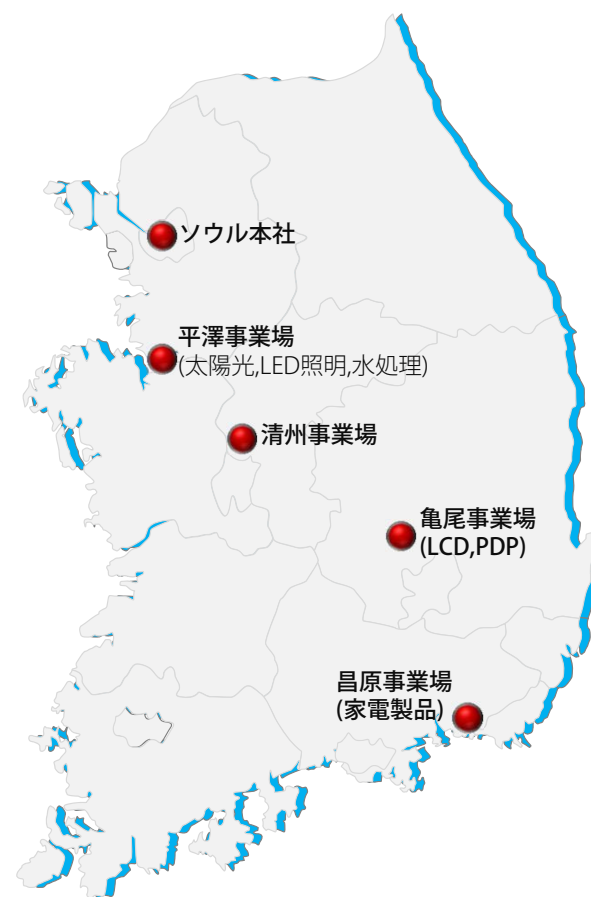 ソウル本社
平澤事業場
(太陽光,LED照明,水処理)
清州事業場
亀尾事業場
(LCD,PDP)
昌原事業場
(家電製品)